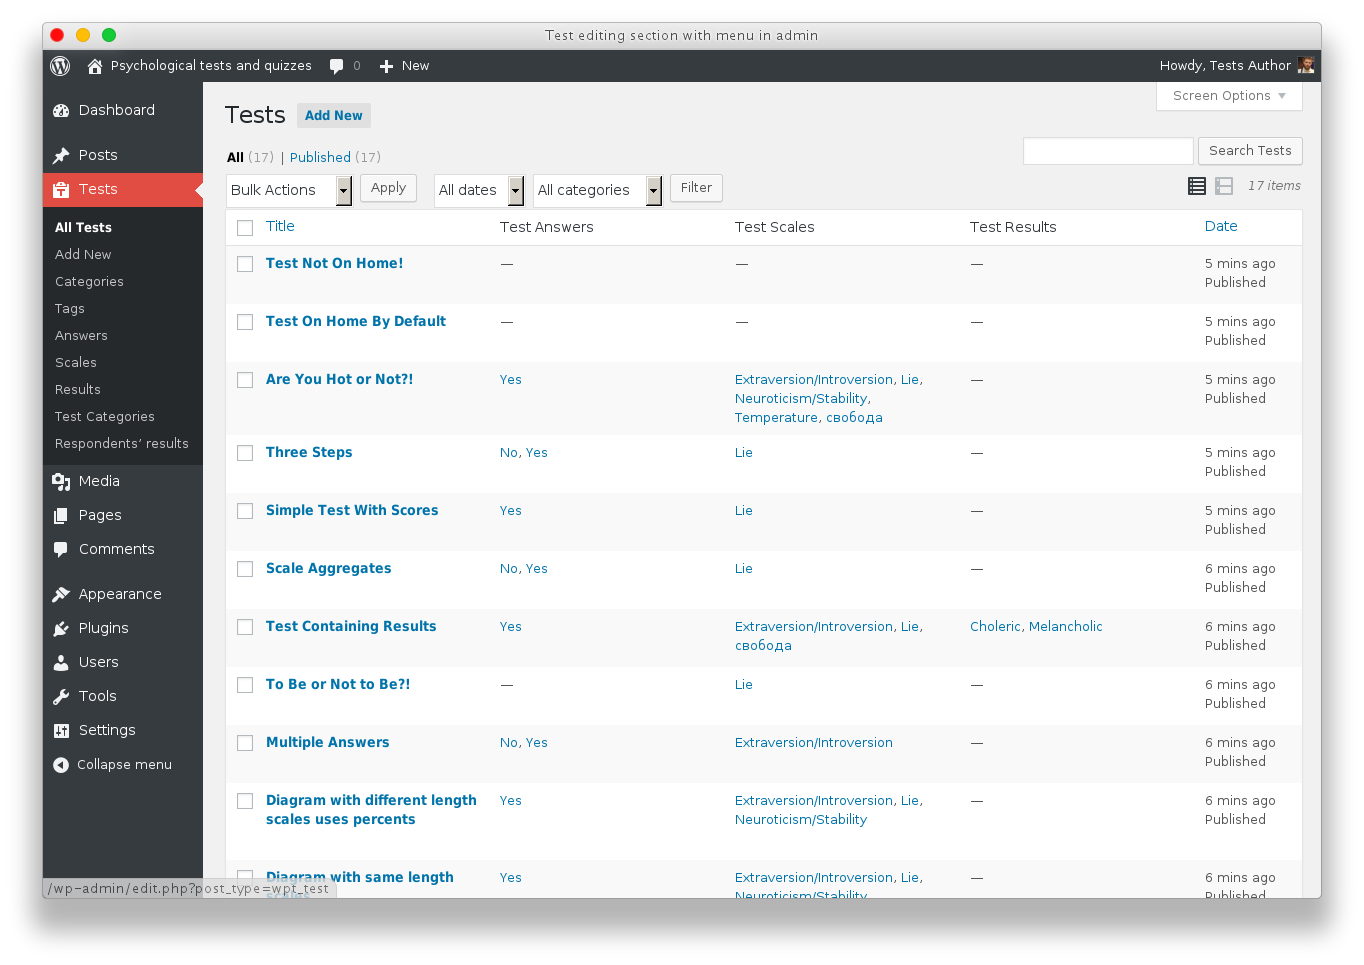 Test editing section with menu in admin
Psychological tests and quizzes 0 New Howdy, Tests Author
Screen Options
Dashboard
Posts
Tests
All Tests
Add New
Categories
Tags
Answers
Scales
Results
Test Categories
Respondents' results
Media
Pages
Comments
Appearance
Plugins
Users
Tools
Settings
Collapse menu
Tests Add New
All (17) | Published (17)
Search Tests
Bulk Actions Apply All dates All categories Filter 17 items
Title Test Answers Test Scales Test Results Date
Test Not On Home! — — — 5 mins ago
Published
Test On Home By Default — — — 5 mins ago
Published
Are You Hot or Not?! Yes Extraversion/Introversion, Lie, — 5 mins ago
Neuroticism/Stability, Published
Temperature, свобода
Three Steps No, Yes Lie — 5 mins ago
Published
Simple Test With Scores Yes Lie — 5 mins ago
Published
Scale Aggregates No, Yes Lie — 6 mins ago
Published
Test Containing Results Yes Extraversion/Introversion, Lie, Choleric, Melancholic 6 mins ago
свобода Published
To Be or Not to Be?! — Lie — 6 mins ago
Published
Multiple Answers No, Yes Extraversion/Introversion — 6 mins ago
Published
Diagram with different length Yes Extraversion/Introversion, Lie, — 6 mins ago
scales uses percents Neuroticism/Stability Published
Diagram with same length Yes Extraversion/Introversion, Lie, — 6 mins ago
scales Neuroticism/Stability Published
/wp-admin/edit.php?post_type=wpt_test